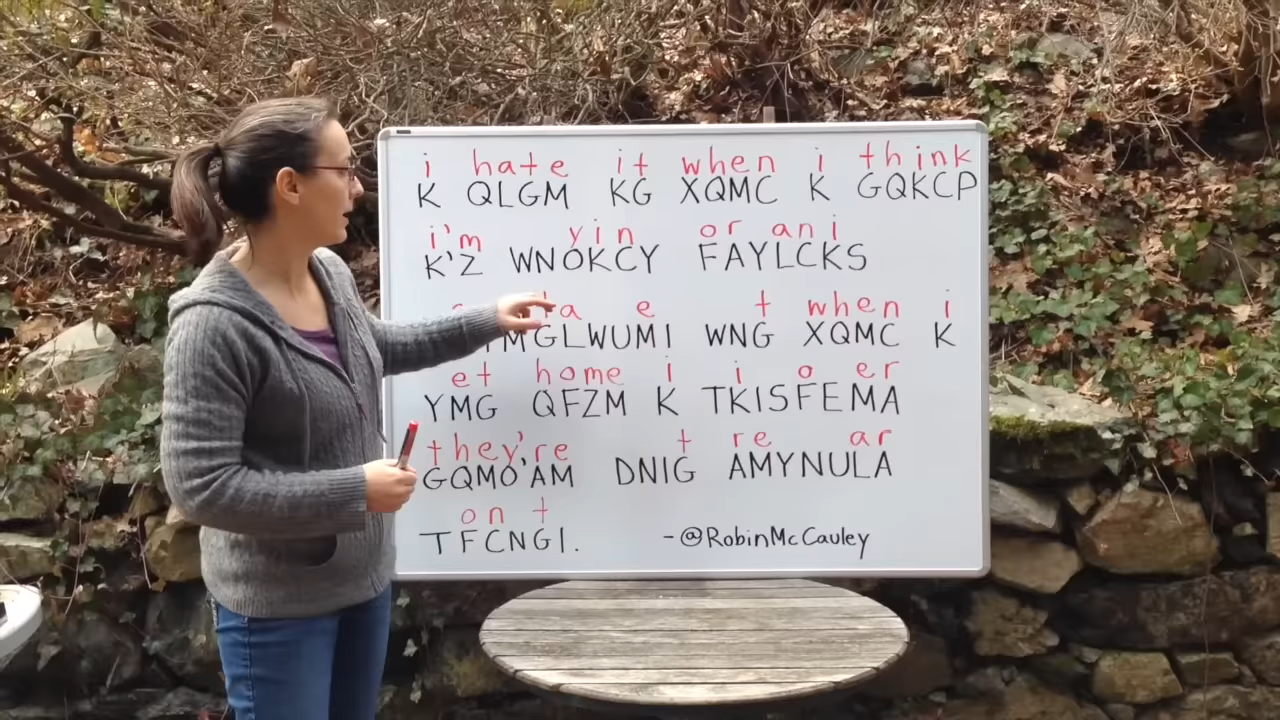 i hate it when i think
K QLGM KG XQMC K GQKCP
i'm yin or ani
K'Z WNOKCY FAYLCKS
a e t when i
WNG XQMC K
et home i i o er
YMG QFZM K TKISFEMA
they're t re ar
GQMO'AM DNIG AMYNULA
on t
TFCNGI. -@RobinMcCauley